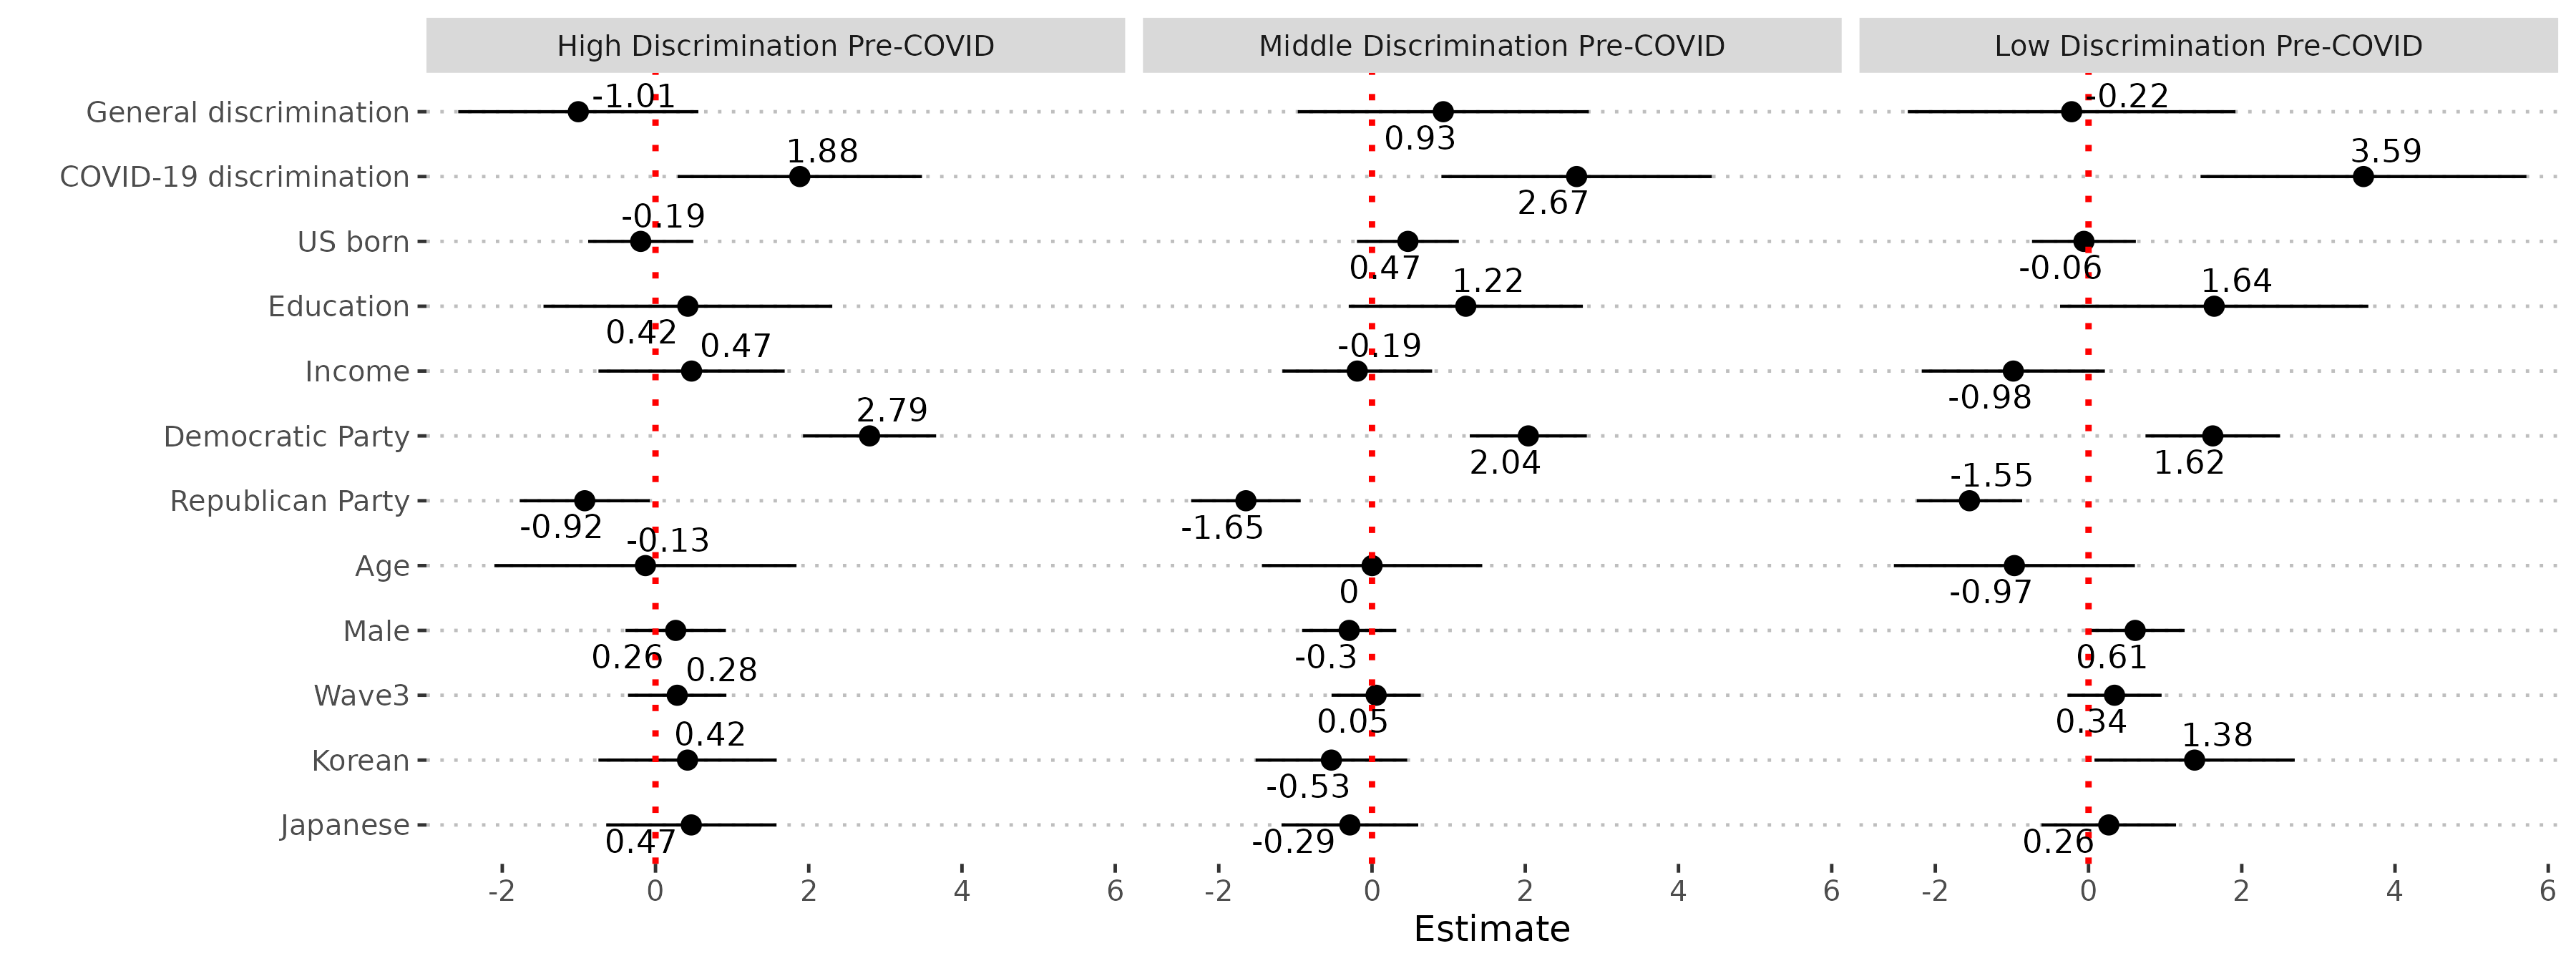 High Discrimination Pre-COVID Middle Discrimination Pre-COVID Low Discrimination Pre-COVID
General discrimination -1.01 0.93 -0.22
COVID-19 discrimination 1.88 2.67 3.59
US born -0.19 0.47 -0.06
Education 0.42 1.22 1.64
Income 0.47 -0.19 -0.98
Democratic Party 2.79 2.04 1.62
Republican Party -0.92 -1.65 -1.55
Age -0.13 0 -0.97
Male 0.26 -0.3 0.61
Wave3 0.28 0.05 0.34
Korean 0.42 -0.53 1.38
Japanese 0.47 -0.29 0.26
-2 0 2 4 6 -2 0 2 4 6 -2 0 2 4 6
Estimate